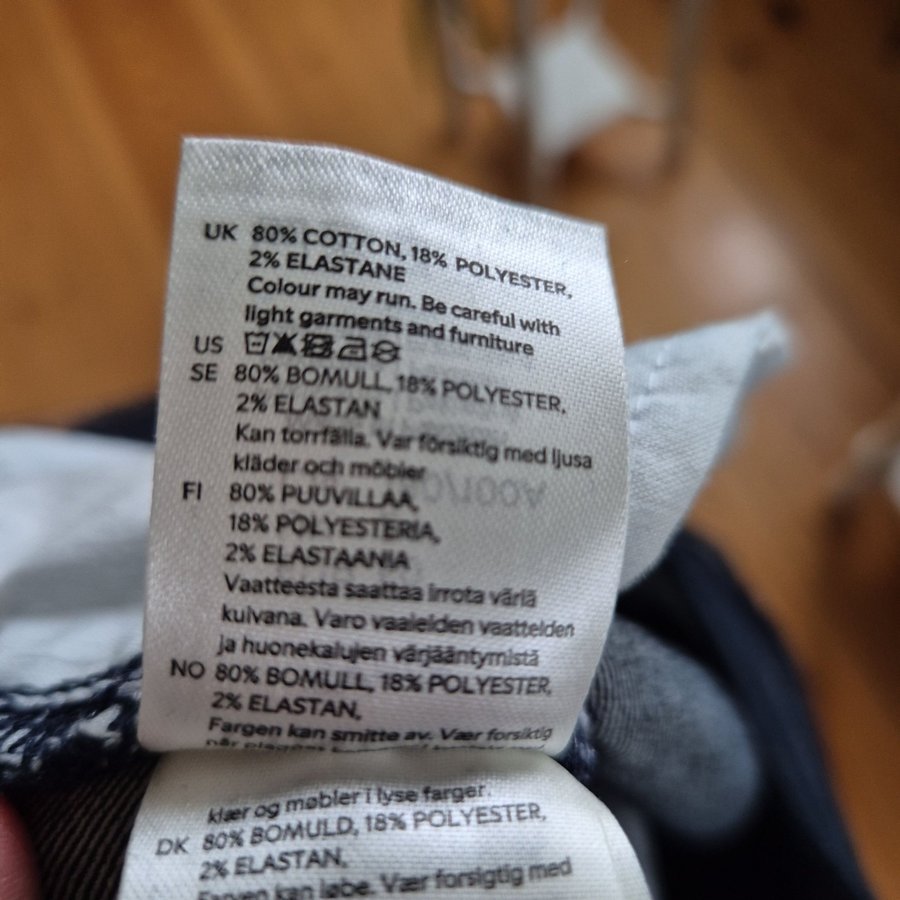 UK 80% COTTON, 18% POLYESTER,
2% ELASTANE
Colour may run. Be careful with
light garments and furniture
US
SE 80% BOMULL, 18% POLYESTER,
2% ELASTAN
Kan torrfälla. Var försiktig med ljusa
kläder och möbler
FI 80% PUUVILLAA,
18% POLYESTERIA,
2% ELASTAANIA
Vaatteesta saattaa irrota väriä
kuivana. Varo vaaleiden vaatteiden
ja huonekalujen värjääntymistä
NO 80% BOMULL, 18% POLYESTER,
2% ELASTAN,
Fargen kan smitte av. Vær forsiktig
når
klær og møbler i lyse farger.
DK 80% BOMULD, 18% POLYESTER,
2% ELASTAN,
Farven kan løbe. Vær forsigtig med